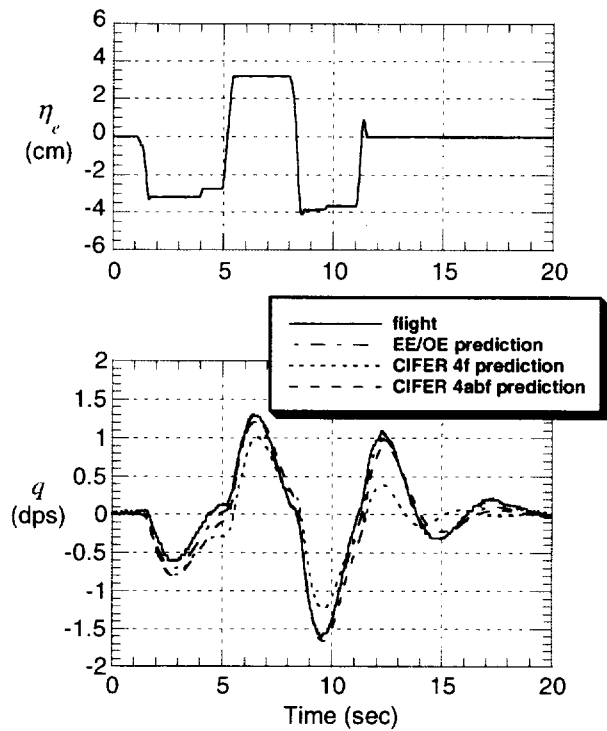 6
4
2
0
-2
-4
-6
η_e
(cm)
0 5 10 15 20
flight
EE/OE prediction
CIFER 4f prediction
CIFER 4abf prediction
2
1.5
1
0.5
0
-0.5
-1
-1.5
-2
q
(dps)
0 5 10 15 20
Time (sec)